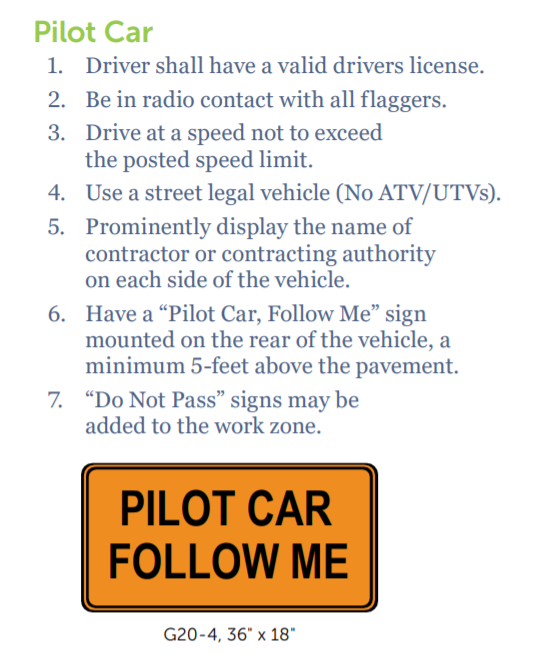 Pilot Car
1. Driver shall have a valid drivers license.
2. Be in radio contact with all flaggers.
3. Drive at a speed not to exceed
the posted speed limit.
4. Use a street legal vehicle (No ATV/UTVs).
5. Prominently display the name of
contractor or contracting authority
on each side of the vehicle.
6. Have a “Pilot Car, Follow Me” sign
mounted on the rear of the vehicle, a
minimum 5-feet above the pavement.
7. “Do Not Pass” signs may be
added to the work zone.
PILOT CAR
FOLLOW ME
G20-4, 36" x 18"